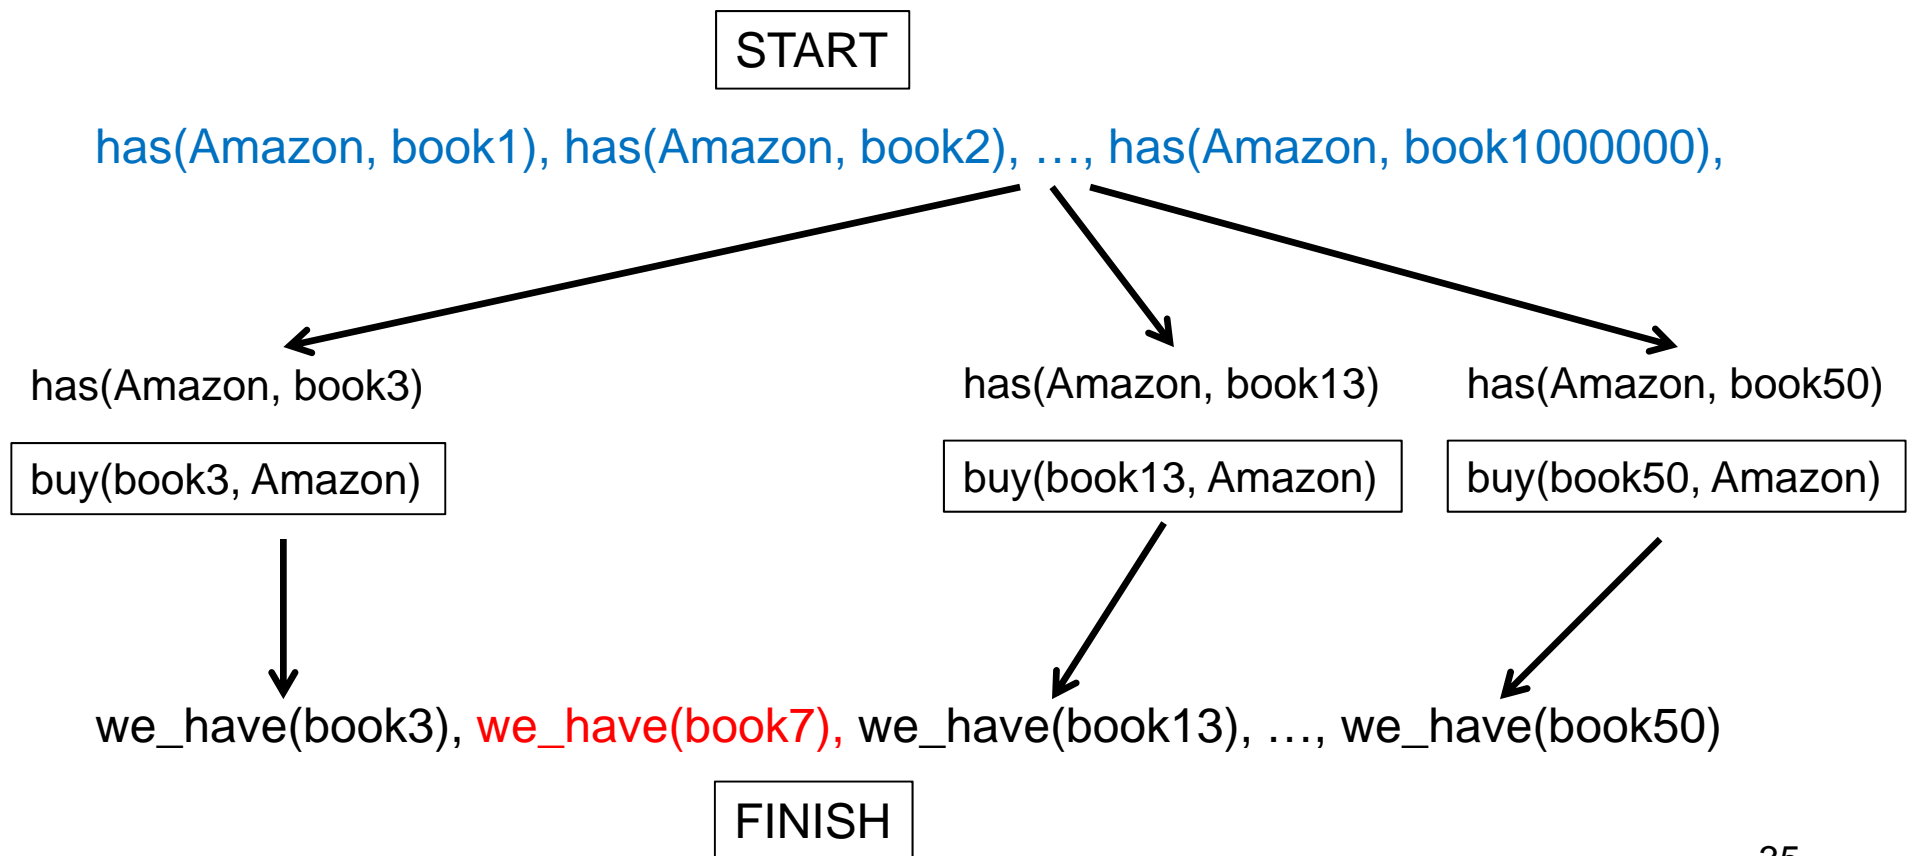 START
has(Amazon, book1), has(Amazon, book2), …, has(Amazon, book1000000),
has(Amazon, book3)
has(Amazon, book13)
has(Amazon, book50)
buy(book3, Amazon)
buy(book13, Amazon)
buy(book50, Amazon)
we_have(book3), we_have(book7), we_have(book13), …, we_have(book50)
FINISH